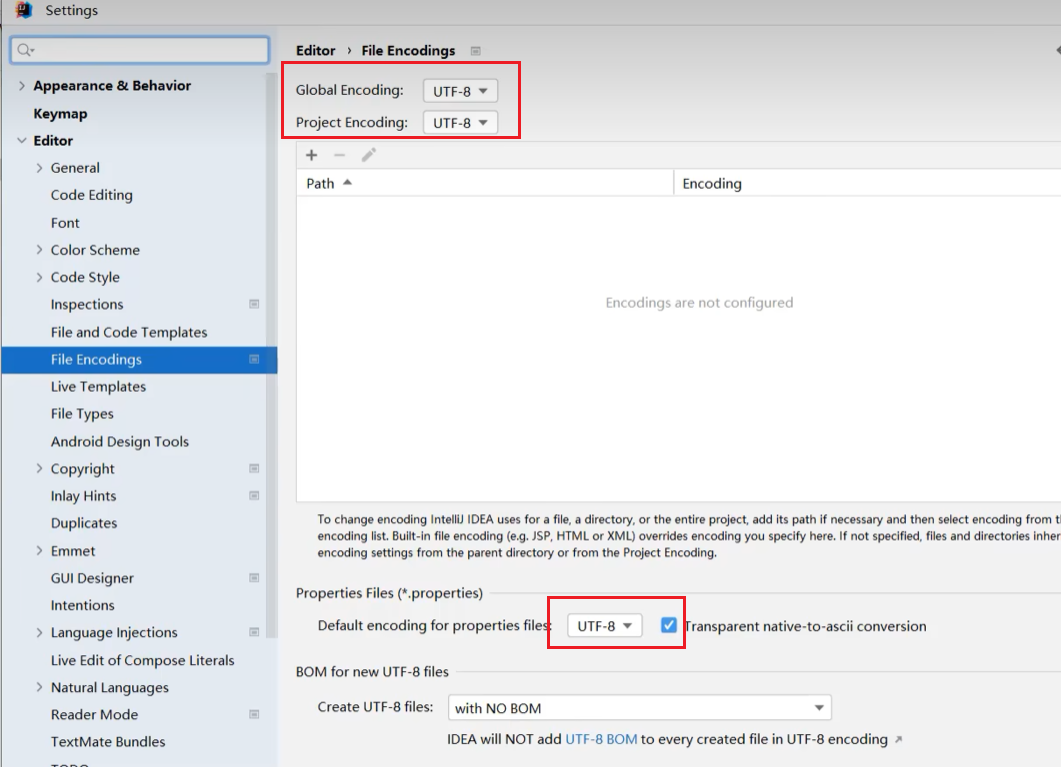 Settings
Appearance & Behavior
Keymap
Editor
General
Code Editing
Font
Color Scheme
Code Style
Inspections
File and Code Templates
File Encodings
Live Templates
File Types
Android Design Tools
Copyright
Inlay Hints
Duplicates
Emmet
GUI Designer
Intentions
Language Injections
Live Edit of Compose Literals
Natural Languages
Reader Mode
TextMate Bundles
TODO
Editor › File Encodings
Global Encoding: UTF-8
Project Encoding: UTF-8
Path Encoding
Encodings are not configured
To change encoding IntelliJ IDEA uses for a file, a directory, or the entire project, add its path if necessary and then select encoding from
encoding list. Built-in file encoding (e.g. JSP, HTML or XML) overrides encoding you specify here. If not specified, files and directories
encoding settings from the parent directory or from the Project Encoding.
Properties Files (*.properties)
Default encoding for properties files: UTF-8 Transparent native-to-ascii conversion
BOM for new UTF-8 files
Create UTF-8 files: with NO BOM
IDEA will NOT add UTF-8 BOM to every created file in UTF-8 encoding ↗